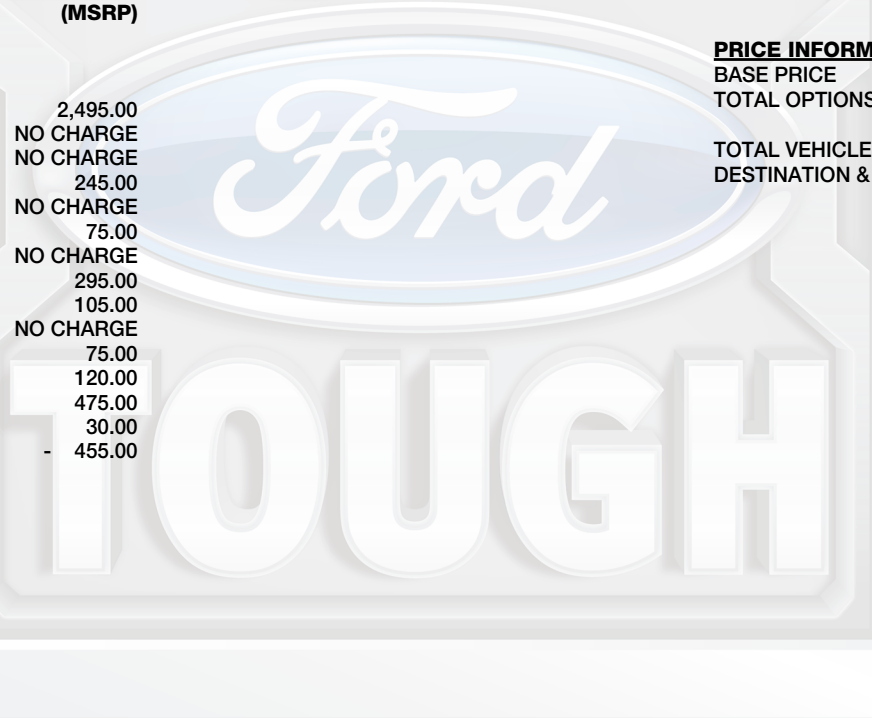 (MSRP)
2,495.00
NO CHARGE
NO CHARGE
245.00
NO CHARGE
75.00
NO CHARGE
295.00
105.00
NO CHARGE
75.00
120.00
475.00
30.00
- 455.00
PRICE INFORM
BASE PRICE
TOTAL OPTIONS
TOTAL VEHICLE
DESTINATION &
Ford
TOUGH